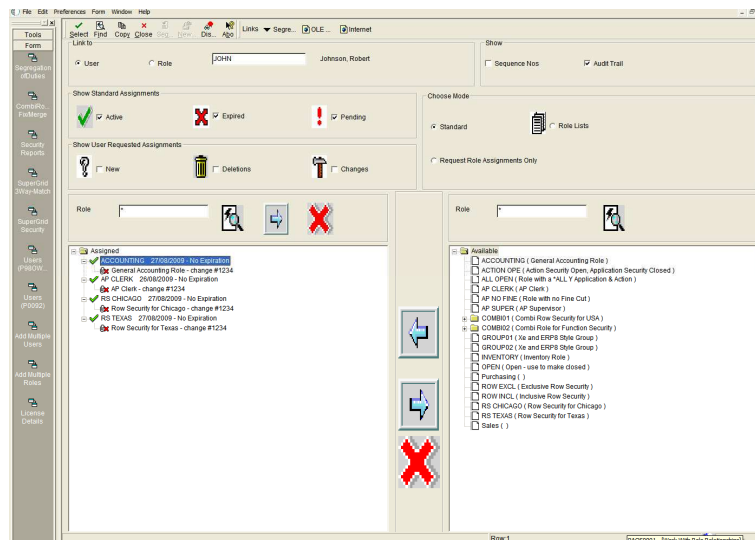 File Edit Preferences Form Window Help
Select Find Copy Close Seq... New... Dis... Abo Links Segre... OLE ... Internet
Tools
Form
Segregation
ofDuties
CombiRo...
Fix/Merge
Security
Reports
SuperGrid
3Way-Match
SuperGrid
Security
Users
(P98OW...
Users
(P0092)
Add Multiple
Users
Add Multiple
Roles
License
Details
Link to
User
Role
JOHN
Johnson, Robert
Show
Sequence Nos
Audit Trail
Show Standard Assignments
Active
Expired
Pending
Choose Mode
Standard
Role Lists
Request Role Assignments Only
Show User Requested Assignments
New
Deletions
Changes
Role *
Role *
Assigned
ACCOUNTING 27/08/2009 - No Expiration
General Accounting Role - change #1234
AP CLERK 26/08/2009 - No Expiration
AP Clerk - change #1234
RS CHICAGO 27/08/2009 - No Expiration
Row Security for Chicago - change #1234
RS TEXAS 27/08/2009 - No Expiration
Row Security for Texas - change #1234
Available
ACCOUNTING ( General Accounting Role )
ACTION OPE ( Action Security Open, Application Security Closed )
ALL OPEN ( Role with a *ALL Y Application & Action )
AP CLERK ( AP Clerk )
AP NO FINE ( Role with no Fine Cut )
AP SUPER ( AP Supervisor )
COMBI01 ( Combi Row Security for USA )
COMBI02 ( Combi Role for Function Security )
GROUP01 ( Xe and ERP8 Style Group )
GROUP02 ( Xe and ERP8 Style Group )
INVENTORY ( Inventory Role )
OPEN ( Open - use to make closed )
Purchasing ( )
ROW EXCL ( Exclusive Row Security )
ROW INCL ( Inclusive Row Security )
RS CHICAGO ( Row Security for Chicago )
RS TEXAS ( Row Security for Texas )
Sales ( )
Row:1